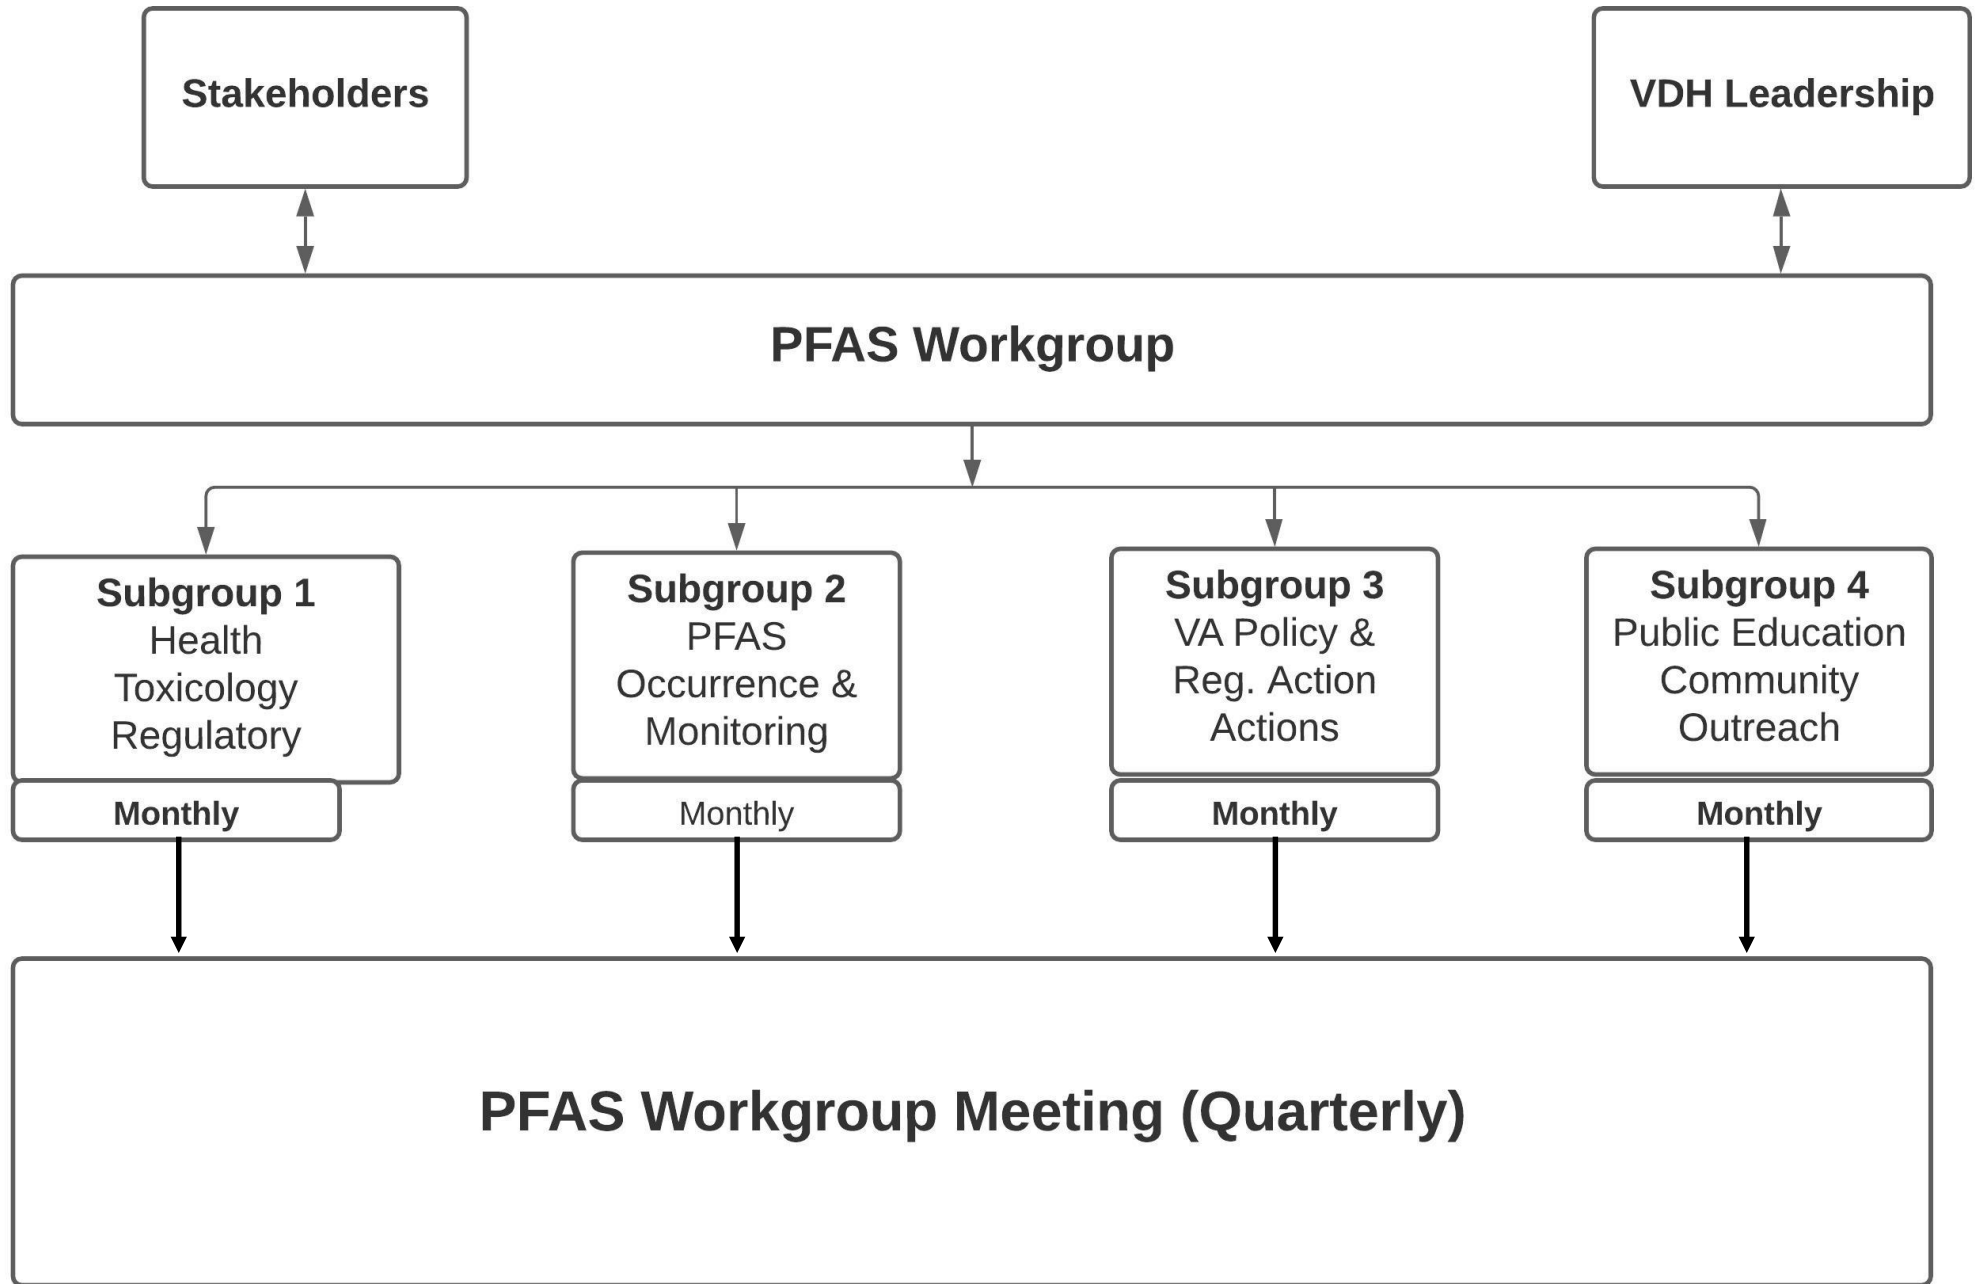 Stakeholders
VDH Leadership
PFAS Workgroup
Subgroup 1
Health
Toxicology
Regulatory
Monthly
Subgroup 2
PFAS
Occurrence &
Monitoring
Monthly
Subgroup 3
VA Policy &
Reg. Action
Actions
Monthly
Subgroup 4
Public Education
Community
Outreach
Monthly
PFAS Workgroup Meeting (Quarterly)